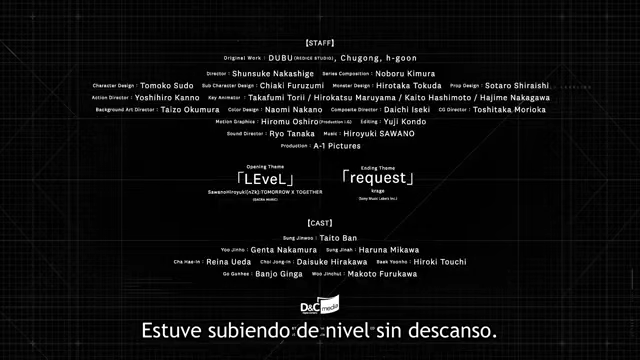 【STAFF】
Original Work : DUBU(REDICE STUDIO), Chugong, h-goon
Director : Shunsuke Nakashige Series Composition : Noboru Kimura
Character Design : Tomoko Sudo Sub Character Design : Chiaki Furuzumi Monster Design : Hirotaka Tokuda Prop Design : Sotaro Shiraishi
Action Director : Yoshihiro Kanno Key Animator : Takafumi Torii / Hirokatsu Maruyama / Kaito Hashimoto / Hajime Nakagawa
Background Art Director : Taizo Okumura Color Design : Naomi Nakano Composite Director : Daichi Iseki CG Director : Toshitaka Morioka
Motion Graphics : Hiromu Oshiro(Production I.G) Editing : Yuji Kondo
Sound Director : Ryo Tanaka Music : Hiroyuki SAWANO
Production : A-1 Pictures
Opening Theme
「LEveL」
SawanoHiroyuki[nZk]:TOMORROW X TOGETHER
(SACRA MUSIC)
Ending Theme
「request」
krage
(Sony Music Labels Inc.)
【CAST】
Sung Jinwoo : Taito Ban
Yoo Jinho : Genta Nakamura Sung Jinah : Haruna Mikawa
Cha Hae-In : Reina Ueda Choi Jong-In : Daisuke Hirakawa Baek Yoonho : Hiroki Touchi
Go Gunhee : Banjo Ginga Woo Jinchul : Makoto Furukawa
D&C media
Estuve subiendo de nivel sin descanso.